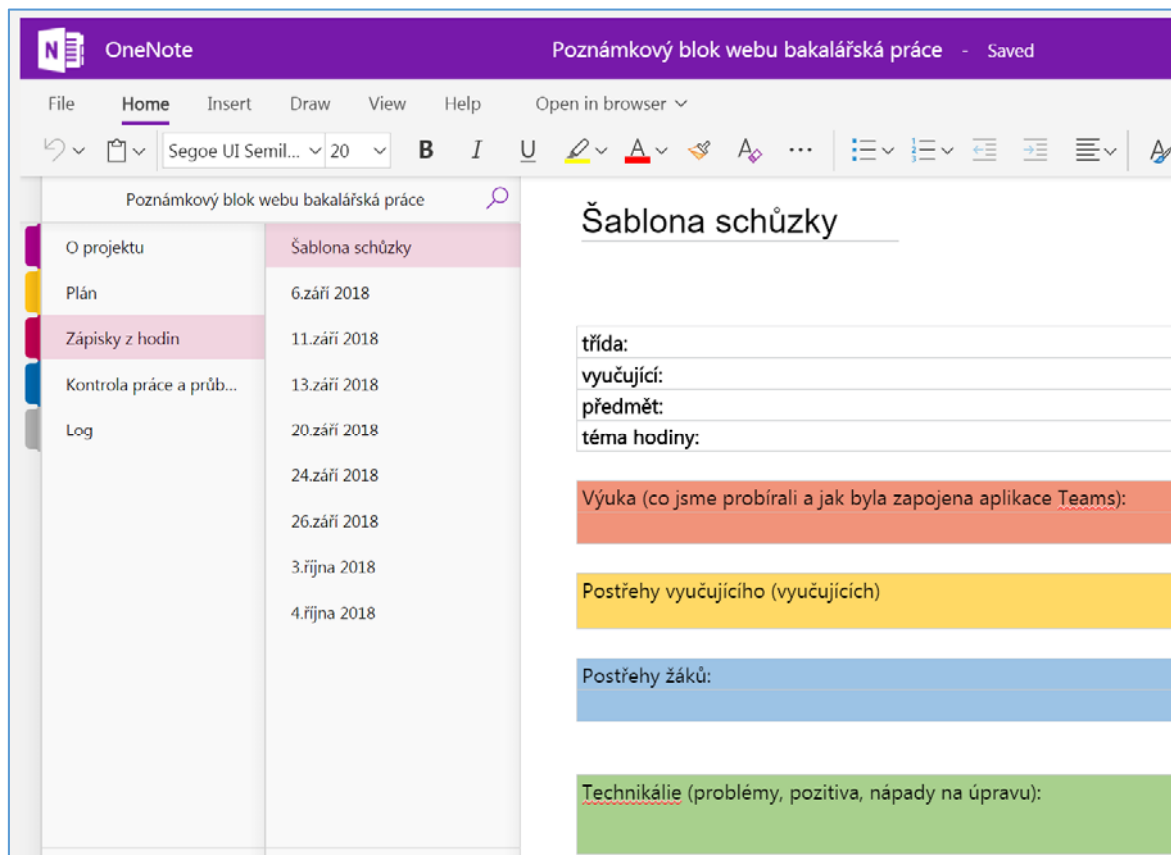 OneNote
Poznámkový blok webu bakalářská práce - Saved
File Home Insert Draw View Help Open in browser
Segoe UI Semil... 20 B I U A A ...
Poznámkový blok webu bakalářská práce
O projektu
Plán
Zápisky z hodin
Kontrola práce a průb...
Log
Šablona schůzky
6.září 2018
11.září 2018
13.září 2018
20.září 2018
24.září 2018
26.září 2018
3.října 2018
4.října 2018
Šablona schůzky
třída:
vyučující:
předmět:
téma hodiny:
Výuka (co jsme probírali a jak byla zapojena aplikace Teams):
Postřehy vyučujícího (vyučujících)
Postřehy žáků:
Technikálie (problémy, pozitiva, nápady na úpravu):